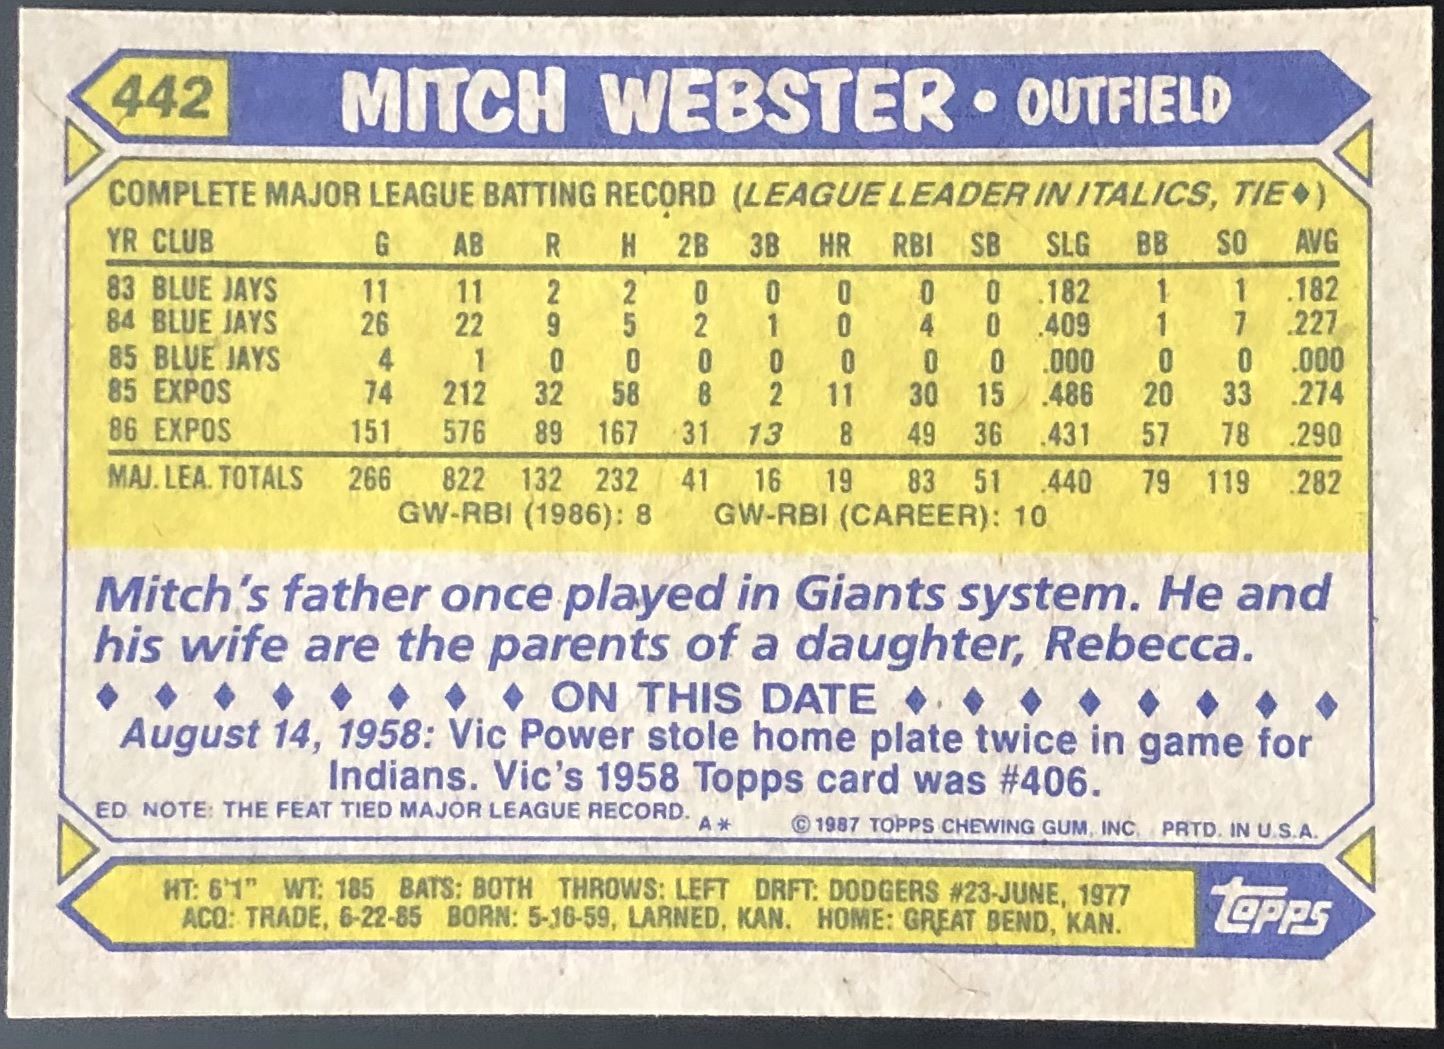 442 MITCH WEBSTER • OUTFIELD
COMPLETE MAJOR LEAGUE BATTING RECORD (LEAGUE LEADER IN ITALICS, TIE♦)
YR CLUB G AB R H 2B 3B HR RBI SB SLG BB SO AVG
83 BLUE JAYS 11 11 2 2 0 0 0 0 0 .182 1 1 .182
84 BLUE JAYS 26 22 9 5 2 1 0 4 0 .409 1 7 .227
85 BLUE JAYS 4 1 0 0 0 0 0 0 0 .000 0 0 .000
85 EXPOS 74 212 32 58 8 2 11 30 15 .486 20 33 .274
86 EXPOS 151 576 89 167 31 13 8 49 36 .431 57 78 .290
MAJ. LEA. TOTALS 266 822 132 232 41 16 19 83 51 .440 79 119 .282
GW-RBI (1986): 8 GW-RBI (CAREER): 10
Mitch's father once played in Giants system. He and
his wife are the parents of a daughter, Rebecca.
♦ ♦ ♦ ♦ ♦ ♦ ♦ ♦ ON THIS DATE ♦ ♦ ♦ ♦ ♦ ♦ ♦ ♦
August 14, 1958: Vic Power stole home plate twice in game for
Indians. Vic's 1958 Topps card was #406.
ED. NOTE: THE FEAT TIED MAJOR LEAGUE RECORD.
A* © 1987 TOPPS CHEWING GUM, INC. PRTD. IN U.S.A.
HT: 6'1" WT: 185 BATS: BOTH THROWS: LEFT DRFT: DODGERS #23-JUNE, 1977
ACQ: TRADE, 6-22-85 BORN: 5-16-59, LARNED, KAN. HOME: GREAT BEND, KAN.
topps